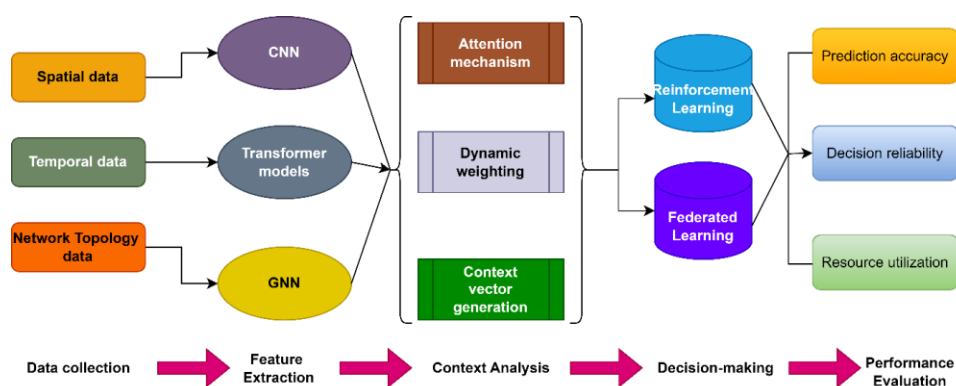 Spatial data
Temporal data
Network Topology
data
CNN
Transformer
models
GNN
Attention
mechanism
Dynamic
weighting
Context
vector
generation
Reinforcement
Learning
Federated
Learning
Prediction accuracy
Decision reliability
Resource utilization
Data collection
Feature
Extraction
Context Analysis
Decision-making
Performance
Evaluation